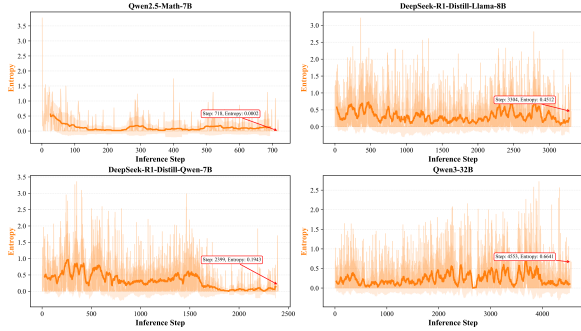 Qwen2.5-Math-7B
Entropy
3.5
3.0
2.5
2.0
1.5
1.0
0.5
0.0
Step: 718, Entropy: 0.0002
0 100 200 300 400 500 600 700
Inference Step
DeepSeek-R1-Distill-Llama-8B
Entropy
3.0
2.5
2.0
1.5
1.0
0.5
0.0
Step: 3304, Entropy: 0.4512
0 500 1000 1500 2000 2500 3000
Inference Step
DeepSeek-R1-Distill-Qwen-7B
Entropy
3.5
3.0
2.5
2.0
1.5
1.0
0.5
0.0
Step: 2399, Entropy: 0.1943
0 500 1000 1500 2000 2500
Inference Step
Qwen3-32B
Entropy
2.5
2.0
1.5
1.0
0.5
0.0
Step: 4553, Entropy: 0.6641
0 1000 2000 3000 4000
Inference Step